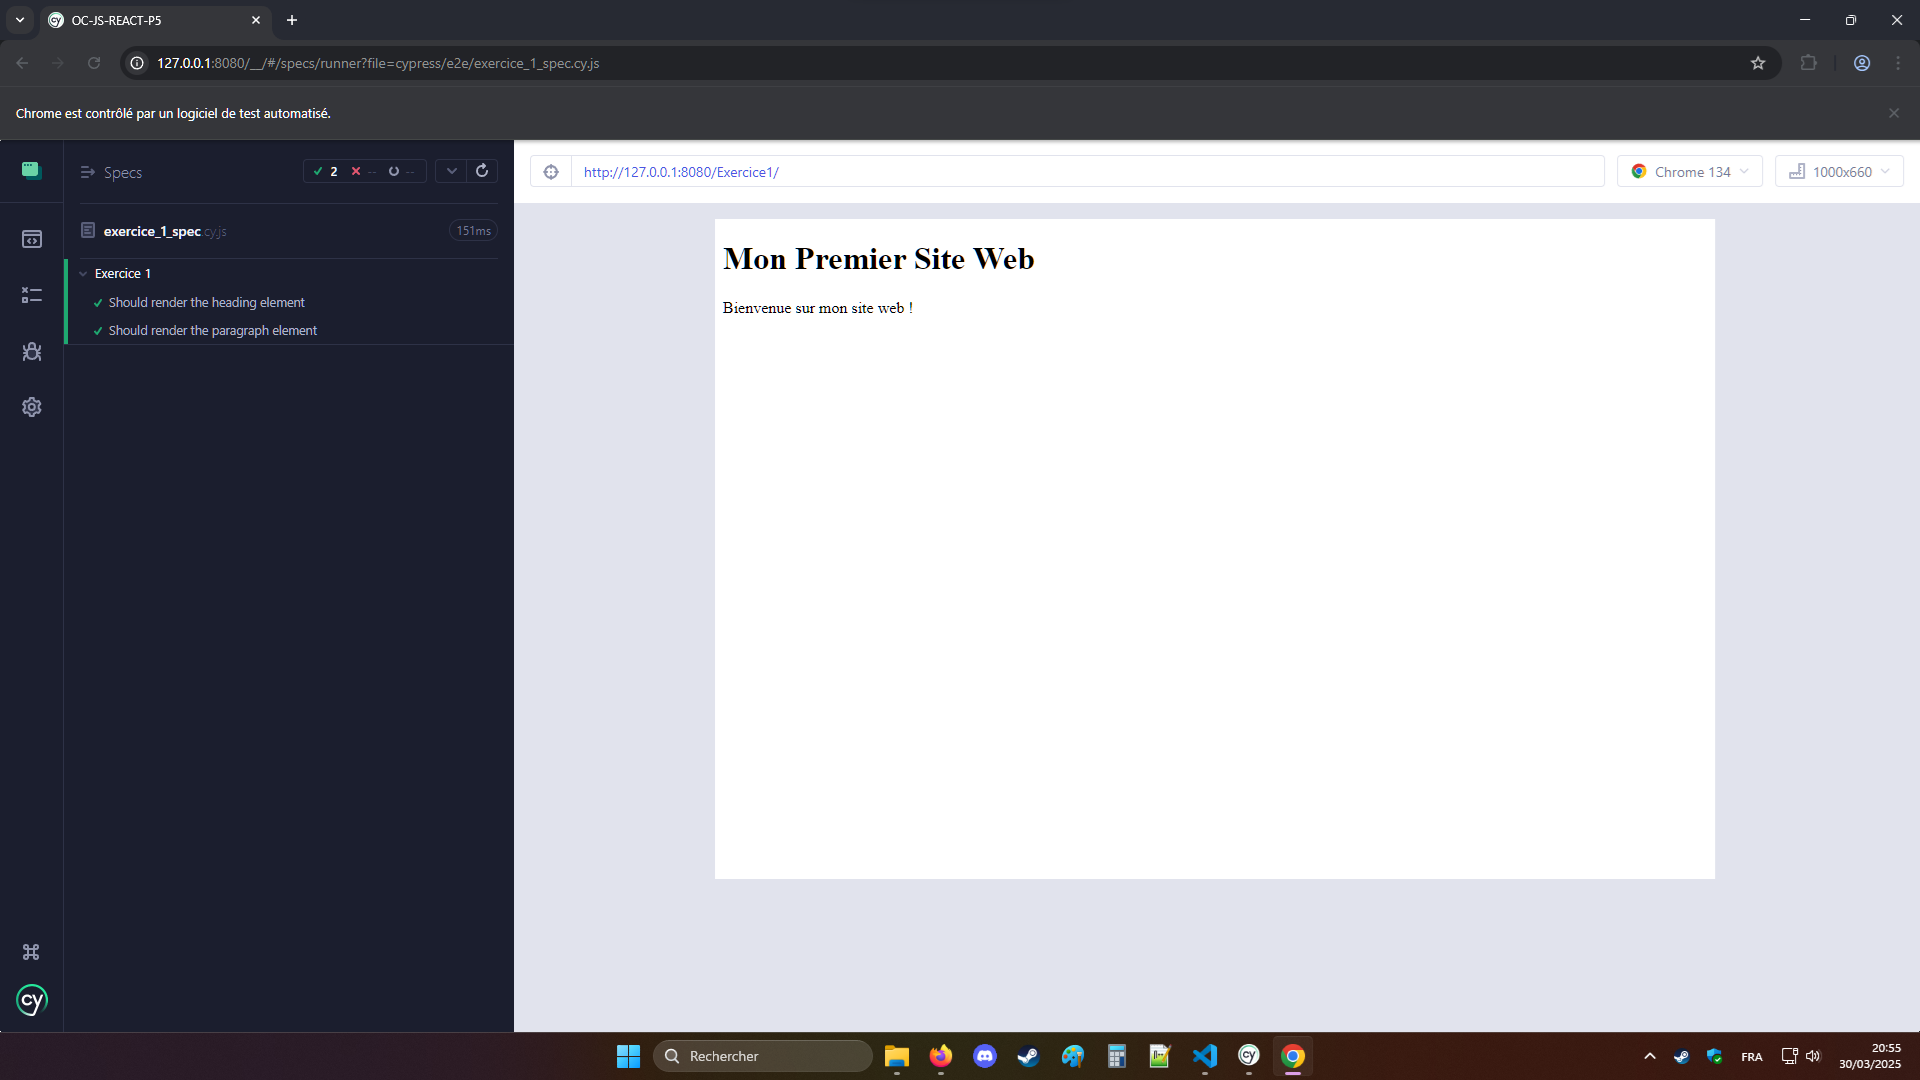 OC-JS-REACT-P5
127.0.0.1:8080/__/#/specs/runner?file=cypress/e2e/exercice_1_spec.cy.js
Chrome est contrôlé par un logiciel de test automatisé.
Specs
2 -- --
exercice_1_spec.cy.js
151ms
Exercice 1
Should render the heading element
Should render the paragraph element
cy
http://127.0.0.1:8080/Exercice1/
Chrome 134
1000x660
Mon Premier Site Web
Bienvenue sur mon site web !
Rechercher
FRA
20:55
30/03/2025